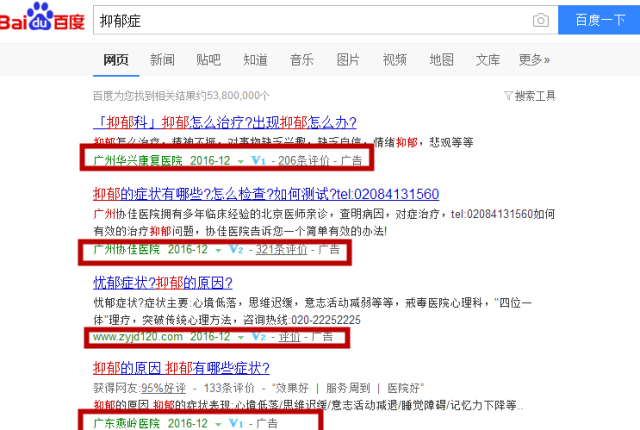 Bai du 百度
抑郁症
百度一下
网页 新闻 贴吧 知道 音乐 图片 视频 地图 文库 更多»
百度为您找到相关结果约53,800,000个 搜索工具
「抑郁科」抑郁怎么治疗?出现抑郁怎么办?
抑郁怎么治疗，精神不振，对事物缺乏兴趣，缺乏自信，情绪抑郁，悲观等等
广州华兴康复医院 2016-12 V1 - 206条评价 - 广告
抑郁的症状有哪些?怎么检查?如何测试?tel:02084131560
广州协佳医院拥有多年临床经验的北京医师亲诊，查明病因，对症治疗，tel:02084131560如何
有效的治疗抑郁问题，协佳医院告诉您一个简单有效的办法!
广州协佳医院 2016-12 V2 - 321条评价 - 广告
忧郁症状?抑郁的原因?
忧郁症状?症状主要:心境低落，思维迟缓，意志活动减弱等等，戒毒医院心理科，"四位一
体"理疗，突破传统心理方法，咨询热线:020-22252225
www.zyjd120.com 2016-12 V2 - 评价 - 广告
抑郁的原因 抑郁有哪些症状?
获得网友:95%好评 - 133条评价 - "效果好 | 服务周到 | 医院好"
抑郁的原因 抑郁的症状表现:心境低落/思维迟缓/意志活动减退/睡觉障碍/记忆力下降等..
广东燕岭医院 2016-12 V1 - 广告